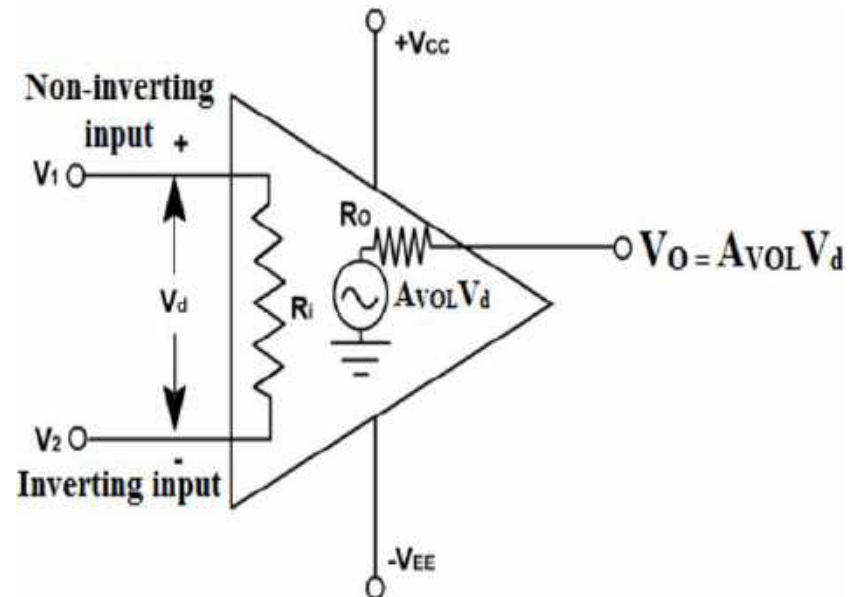 +VCC
Non-inverting
input +
V1
RO
VO = AVOLVd
Vd
Ri
AVOLVd
V2
-
Inverting input
-VEE